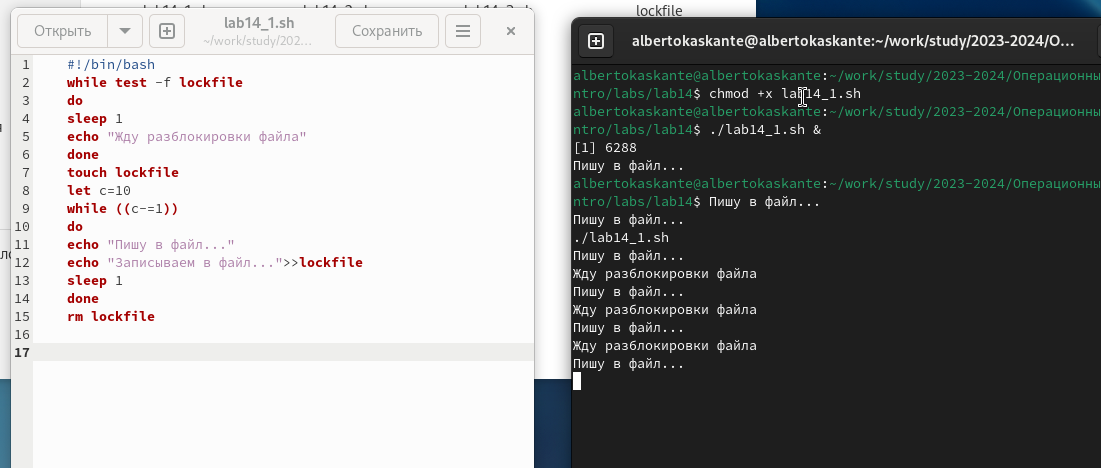 lockfile
Открыть
lab14_1.sh
~/work/study/202...
Сохранить
1 #!/bin/bash
2 while test -f lockfile
3 do
4 sleep 1
5 echo "Жду разблокировки файла"
6 done
7 touch lockfile
8 let c=10
9 while ((c-=1))
10 do
11 echo "Пишу в файл..."
12 echo "Записываем в файл...">>lockfile
13 sleep 1
14 done
15 rm lockfile
16
17
albertokaskante@albertokaskante:~/work/study/2023-2024/О...
albertokaskante@albertokaskante:~/work/study/2023-2024/Операционны
ntro/labs/lab14$ chmod +x lab14_1.sh
albertokaskante@albertokaskante:~/work/study/2023-2024/Операционны
ntro/labs/lab14$ ./lab14_1.sh &
[1] 6288
Пишу в файл...
albertokaskante@albertokaskante:~/work/study/2023-2024/Операционны
ntro/labs/lab14$ Пишу в файл...
Пишу в файл...
./lab14_1.sh
Пишу в файл...
Жду разблокировки файла
Пишу в файл...
Жду разблокировки файла
Пишу в файл...
Жду разблокировки файла
Пишу в файл...